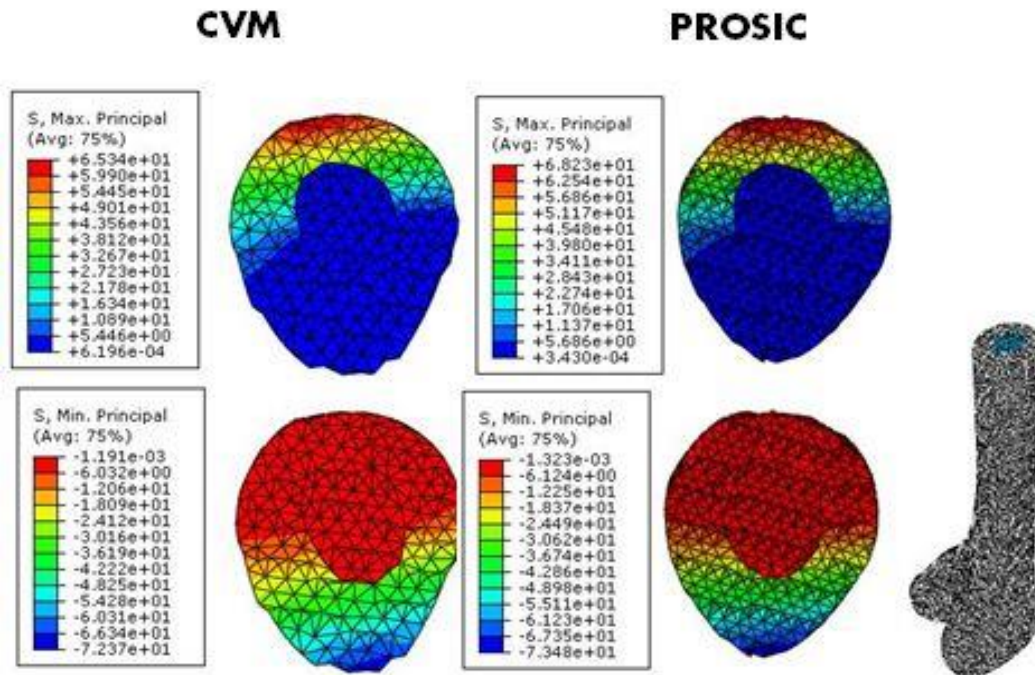 CVM
PROSIC
S, Max. Principal
(Avg: 75%)
+6.534e+01
+5.990e+01
+5.445e+01
+4.901e+01
+4.356e+01
+3.812e+01
+3.267e+01
+2.723e+01
+2.178e+01
+1.634e+01
+1.089e+01
+5.446e+00
+6.196e-04
S, Max. Principal
(Avg: 75%)
+6.823e+01
+6.254e+01
+5.686e+01
+5.117e+01
+4.548e+01
+3.980e+01
+3.411e+01
+2.843e+01
+2.274e+01
+1.706e+01
+1.137e+01
+5.686e+00
+3.430e-04
S, Min. Principal
(Avg: 75%)
-1.191e-03
-6.032e+00
-1.206e+01
-1.809e+01
-2.412e+01
-3.016e+01
-3.619e+01
-4.222e+01
-4.825e+01
-5.428e+01
-6.031e+01
-6.634e+01
-7.237e+01
S, Min. Principal
(Avg: 75%)
-1.323e-03
-6.124e+00
-1.225e+01
-1.837e+01
-2.449e+01
-3.062e+01
-3.674e+01
-4.286e+01
-4.898e+01
-5.511e+01
-6.123e+01
-6.735e+01
-7.348e+01